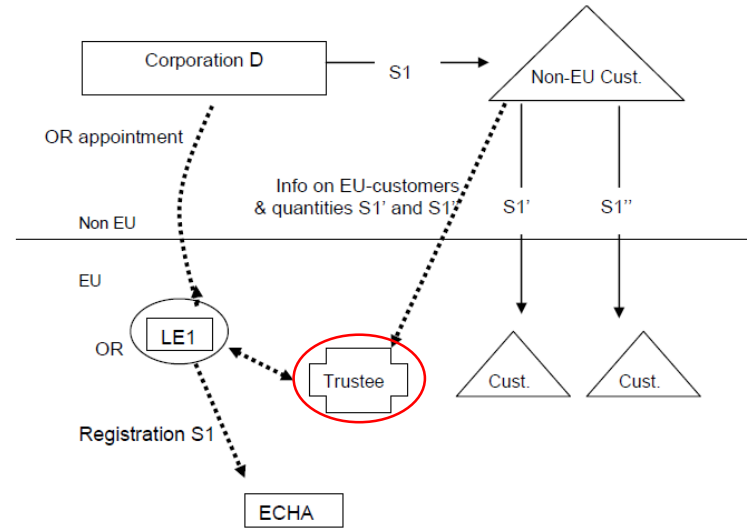 Corporation D
S1
Non-EU Cust.
OR appointment
Info on EU-customers
& quantities S1' and S1''
S1'
S1''
Non EU
EU
LE1
OR
Trustee
Cust.
Cust.
Registration S1
ECHA